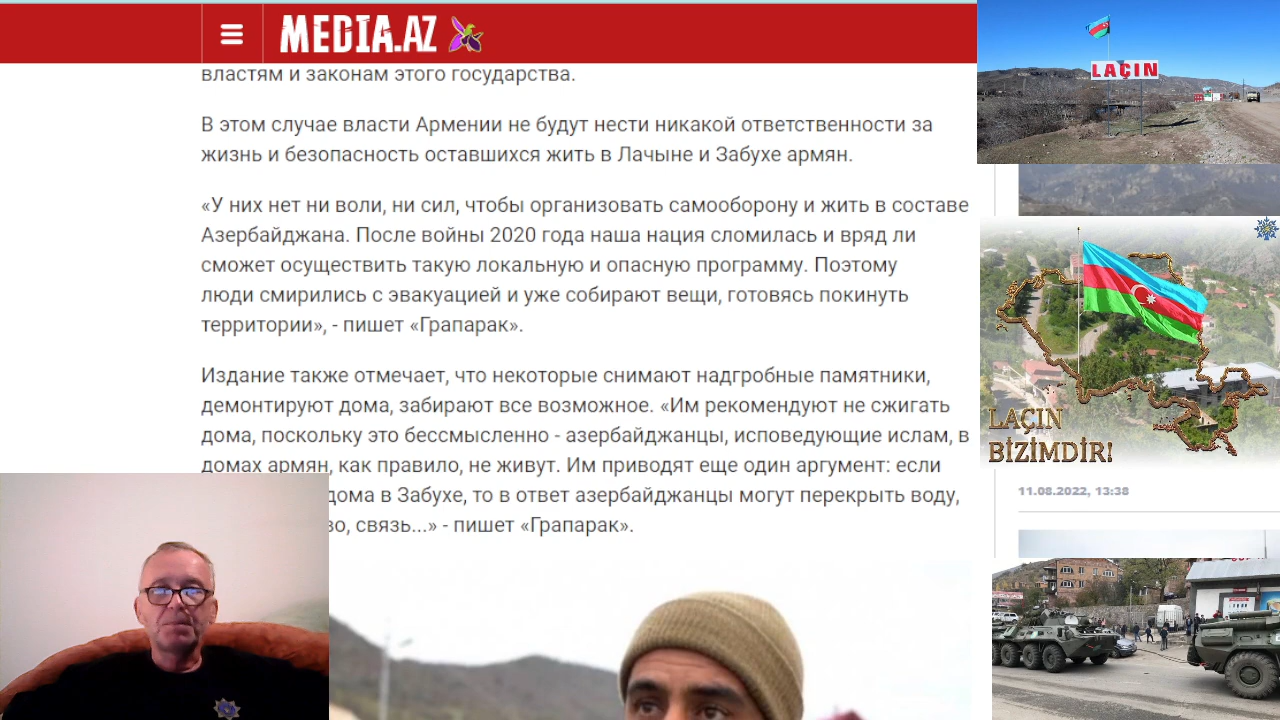 MEDIA.AZ
властям и законам этого государства.
В этом случае власти Армении не будут нести никакой ответственности за
жизнь и безопасность оставшихся жить в Лачыне и Забухе армян.
«У них нет ни воли, ни сил, чтобы организовать самооборону и жить в составе
Азербайджана. После войны 2020 года наша нация сломилась и вряд ли
сможет осуществить такую локальную и опасную программу. Поэтому
люди смирились с эвакуацией и уже собирают вещи, готовясь покинуть
территории», - пишет «Грапарак».
Издание также отмечает, что некоторые снимают надгробные памятники,
демонтируют дома, забирают все возможное. «Им рекомендуют не сжигать
дома, поскольку это бессмысленно - азербайджанцы, исповедующие ислам, в
домах армян, как правило, не живут. Им приводят еще один аргумент: если
дома в Забухе, то в ответ азербайджанцы могут перекрыть воду,
связь...» - пишет «Грапарак».
LAÇIN
LAÇIN
BİZİMDİR!
11.08.2022, 13:38